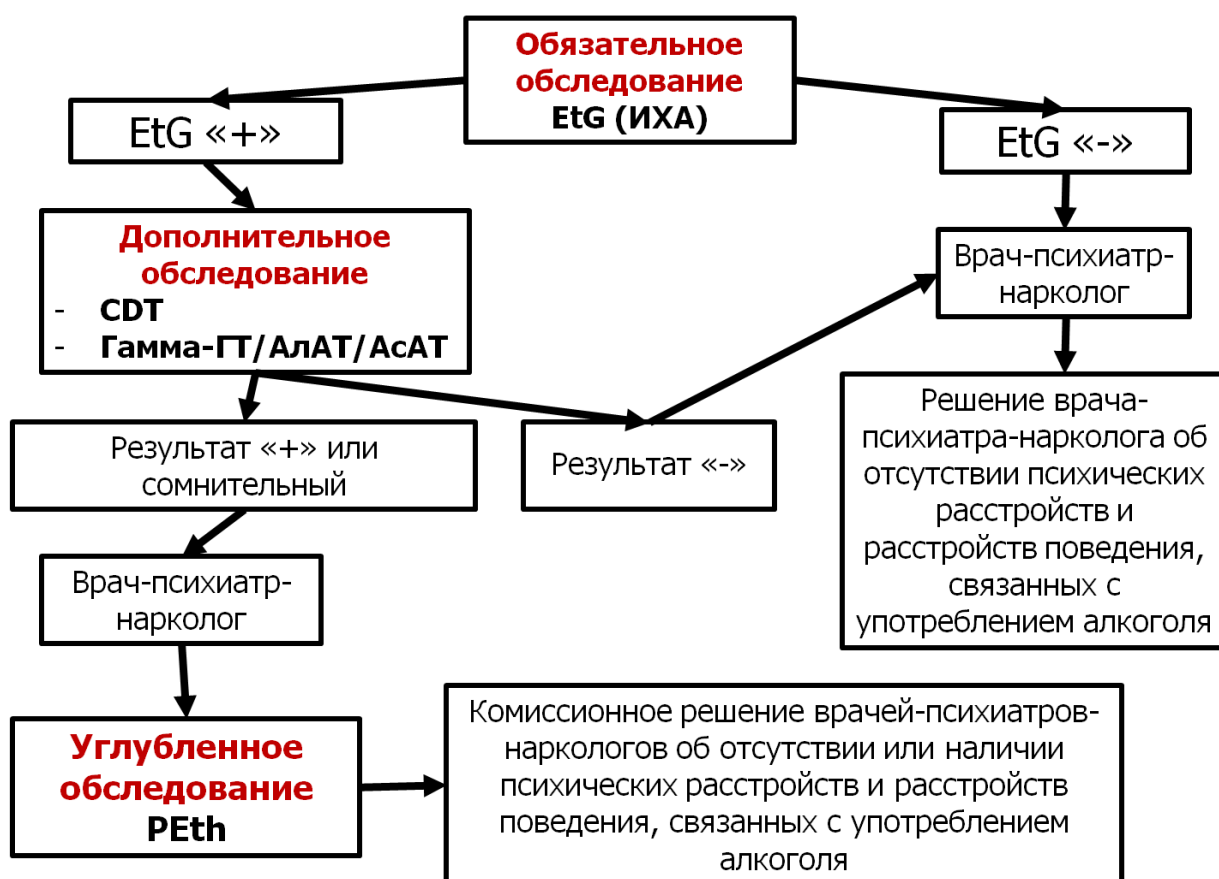 Обязательное
обследование
EtG (ИХА)
EtG «+»
EtG «-»
Дополнительное
обследование
- CDT
- Гамма-ГТ/АлАТ/АсАТ
Врач-психиатр-
нарколог
Результат «+» или
сомнительный
Результат «-»
Решение врача-
психиатра-нарколога об
отсутствии психических
расстройств и
расстройств поведения,
связанных с
употреблением алкоголя
Врач-психиатр-
нарколог
Углубленное
обследование
PEth
Комиссионное решение врачей-психиатров-
наркологов об отсутствии или наличии
психических расстройств и расстройств
поведения, связанных с употреблением
алкоголя